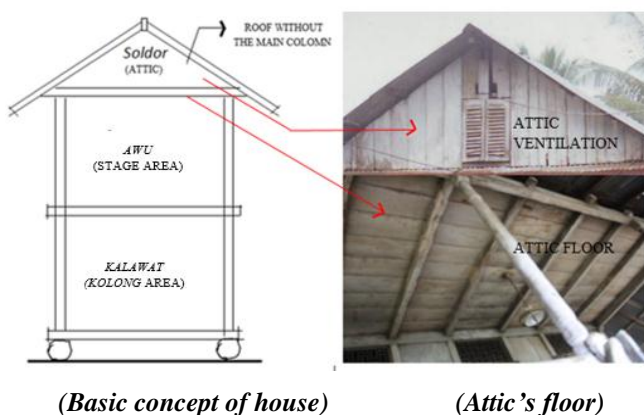 ROOF WITHOUT
THE MAIN COLOMN
Soldor
(ATTIC)
AWU
(STAGE AREA)
KALAWAT
(KOLONG AREA)
ATTIC
VENTILATION
ATTIC FLOOR
(Basic concept of house)
(Attic's floor)